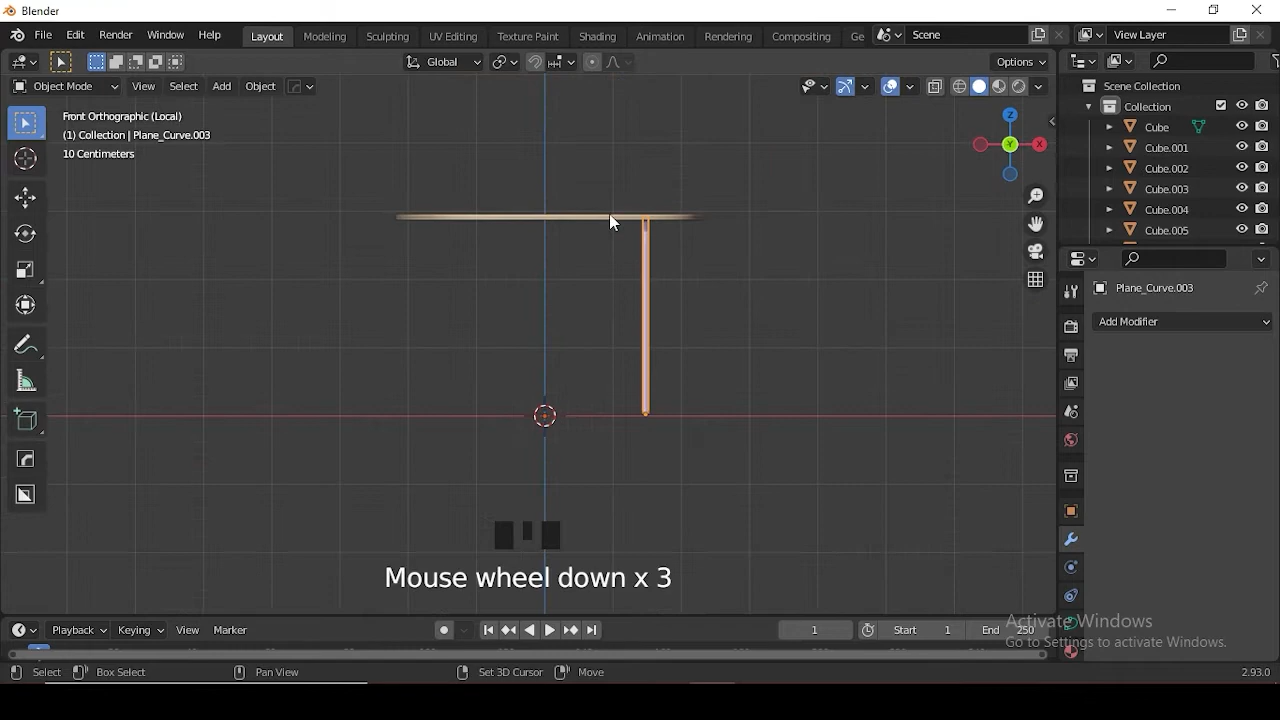 Blender
File Edit Render Window Help Layout Modeling Sculpting UV Editing Texture Paint Shading Animation Rendering Compositing Ge Scene View Layer
Global Options
Object Mode View Select Add Object
Front Orthographic (Local)
(1) Collection | Plane_Curve.003
10 Centimeters
Z
Y
X
Scene Collection
Collection
Cube
Cube.001
Cube.002
Cube.003
Cube.004
Cube.005
Plane_Curve.003
Add Modifier
Mouse wheel down x 3
Activate Windows
Go to Settings to activate Windows.
Playback Keying View Marker 1 Start 1 End 250
Select Box Select Pan View Set 3D Cursor Move 2.93.0